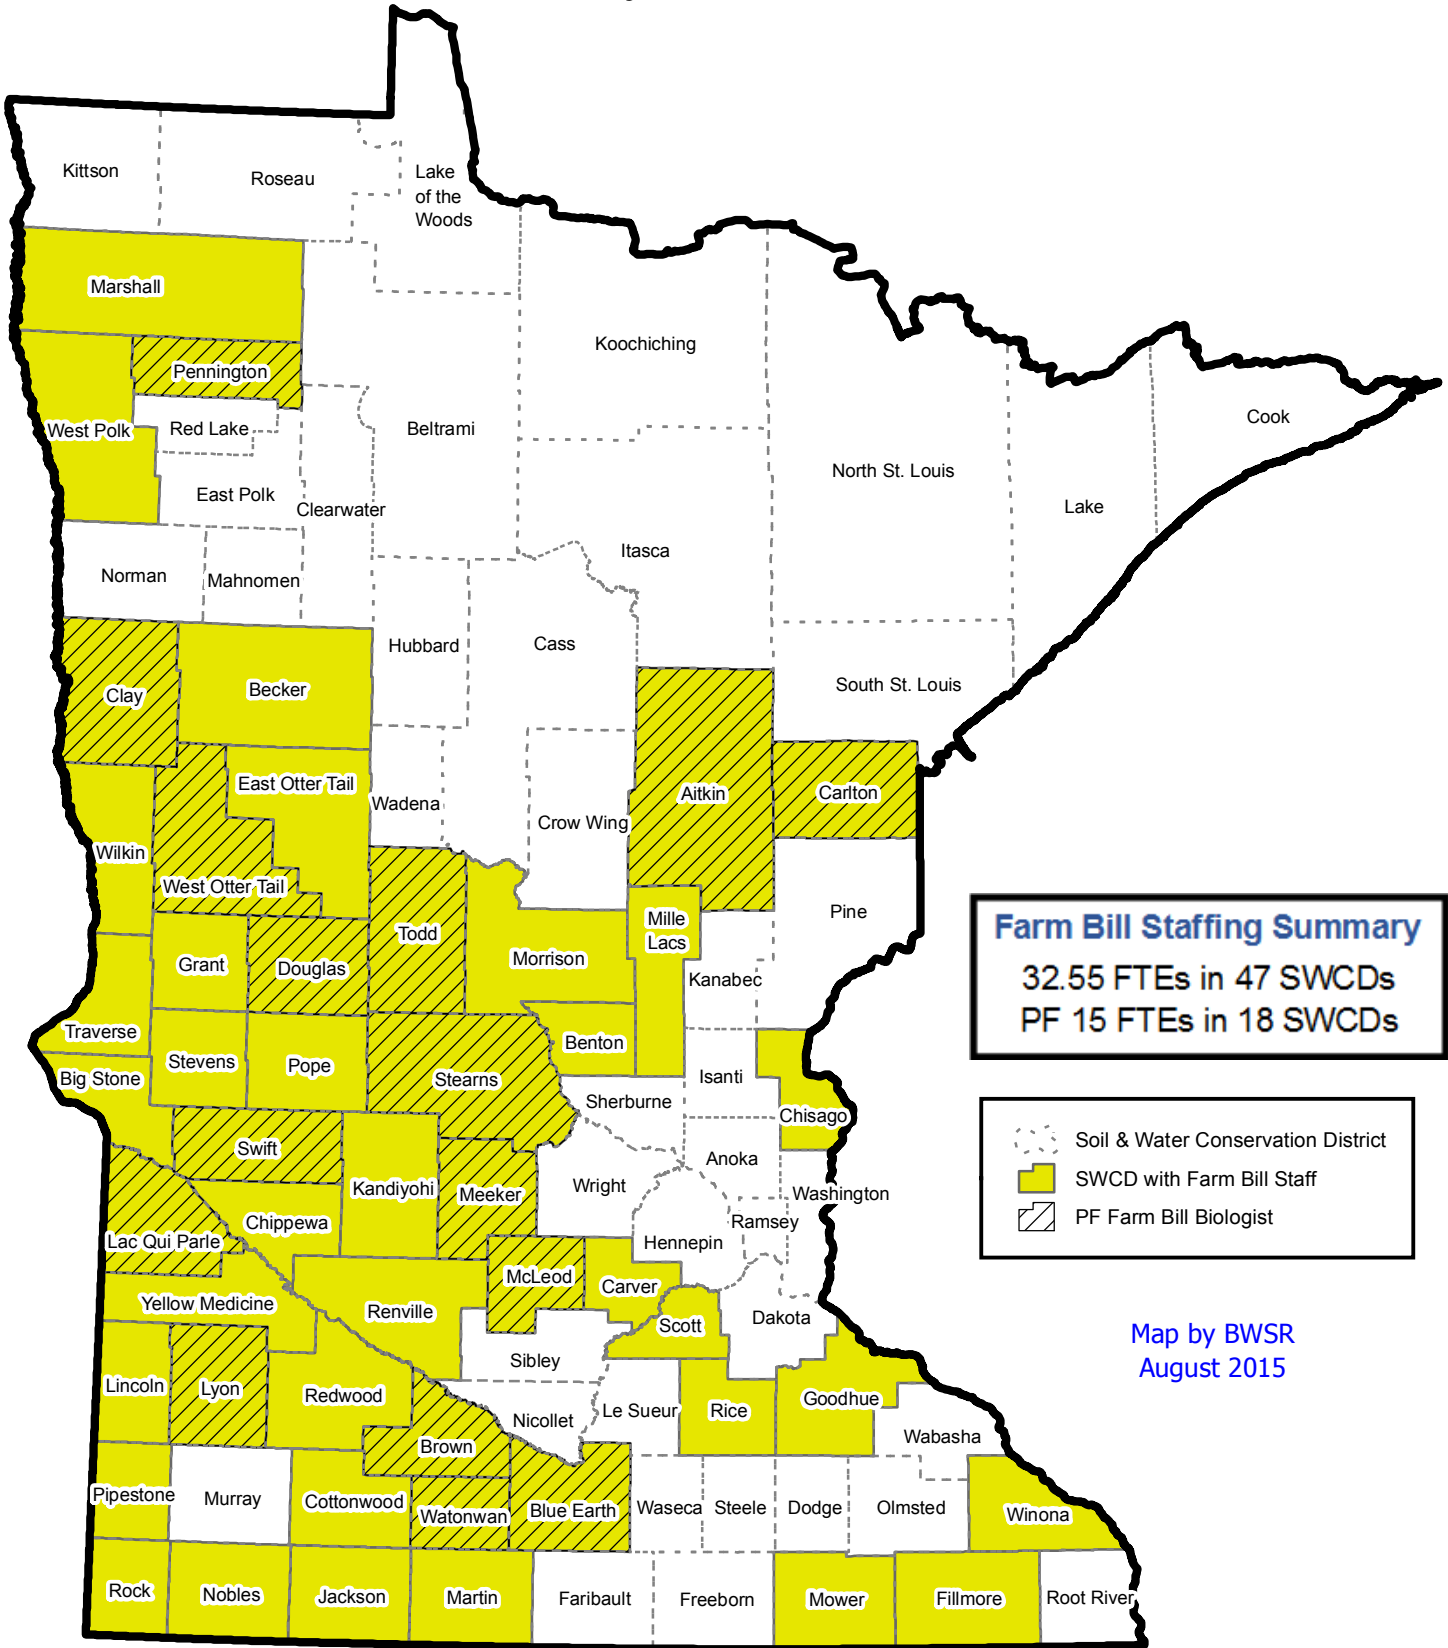 Kittson
Roseau
Lake
of the
Woods
Marshall
Koochiching
Pennington
West Polk
Red Lake
Beltrami
Cook
North St. Louis
East Polk
Clearwater
Lake
Itasca
Norman
Mahnomen
Hubbard
Cass
South St. Louis
Clay
Becker
East Otter Tail
Wadena
Crow Wing
Aitkin
Carlton
Wilkin
West Otter Tail
Todd
Mille
Lacs
Pine
Grant
Douglas
Morrison
Kanabec
Traverse
Stevens
Pope
Benton
Big Stone
Stearns
Isanti
Sherburne
Chisago
Swift
Anoka
Kandiyohi
Meeker
Wright
Washington
Chippewa
Ramsey
Lac Qui Parle
Hennepin
McLeod
Carver
Yellow Medicine
Renville
Scott
Dakota
Sibley
Lincoln
Lyon
Redwood
Nicollet
Le Sueur
Rice
Goodhue
Brown
Wabasha
Pipestone
Murray
Cottonwood
Watonwan
Blue Earth
Waseca
Steele
Dodge
Olmsted
Winona
Rock
Nobles
Jackson
Martin
Faribault
Freeborn
Mower
Fillmore
Root River
Farm Bill Staffing Summary
32.55 FTEs in 47 SWCDs
PF 15 FTEs in 18 SWCDs
Soil & Water Conservation District
SWCD with Farm Bill Staff
PF Farm Bill Biologist
Map by BWSR
August 2015